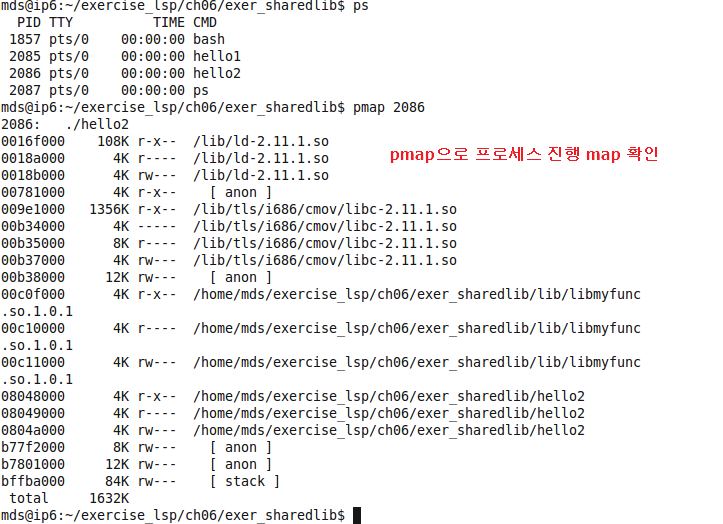 mds@ip6:~/exercise_lsp/ch06/exer_sharedlib$ ps
  PID TTY          TIME CMD
 1857 pts/0    00:00:00 bash
 2085 pts/0    00:00:00 hello1
 2086 pts/0    00:00:00 hello2
 2087 pts/0    00:00:00 ps
mds@ip6:~/exercise_lsp/ch06/exer_sharedlib$ pmap 2086
2086:   ./hello2
0016f000    108K r-x--  /lib/ld-2.11.1.so
0018a000      4K r----  /lib/ld-2.11.1.so
pmap으로 프로세스 진행 map 확인
0018b000      4K rw---  /lib/ld-2.11.1.so
00781000      4K r-x--    [ anon ]
009e1000   1356K r-x--  /lib/tls/i686/cmov/libc-2.11.1.so
00b34000      4K -----  /lib/tls/i686/cmov/libc-2.11.1.so
00b35000      8K r----  /lib/tls/i686/cmov/libc-2.11.1.so
00b37000      4K rw---  /lib/tls/i686/cmov/libc-2.11.1.so
00b38000     12K rw---    [ anon ]
00c0f000      4K r-x--  /home/mds/exercise_lsp/ch06/exer_sharedlib/lib/libmyfunc
.so.1.0.1
00c10000      4K r----  /home/mds/exercise_lsp/ch06/exer_sharedlib/lib/libmyfunc
.so.1.0.1
00c11000      4K rw---  /home/mds/exercise_lsp/ch06/exer_sharedlib/lib/libmyfunc
.so.1.0.1
08048000      4K r-x--  /home/mds/exercise_lsp/ch06/exer_sharedlib/hello2
08049000      4K r----  /home/mds/exercise_lsp/ch06/exer_sharedlib/hello2
0804a000      4K rw---  /home/mds/exercise_lsp/ch06/exer_sharedlib/hello2
b77f2000      8K rw---    [ anon ]
b7801000     12K rw---    [ anon ]
bffba000     84K rw---    [ stack ]
 total     1632K
mds@ip6:~/exercise_lsp/ch06/exer_sharedlib$